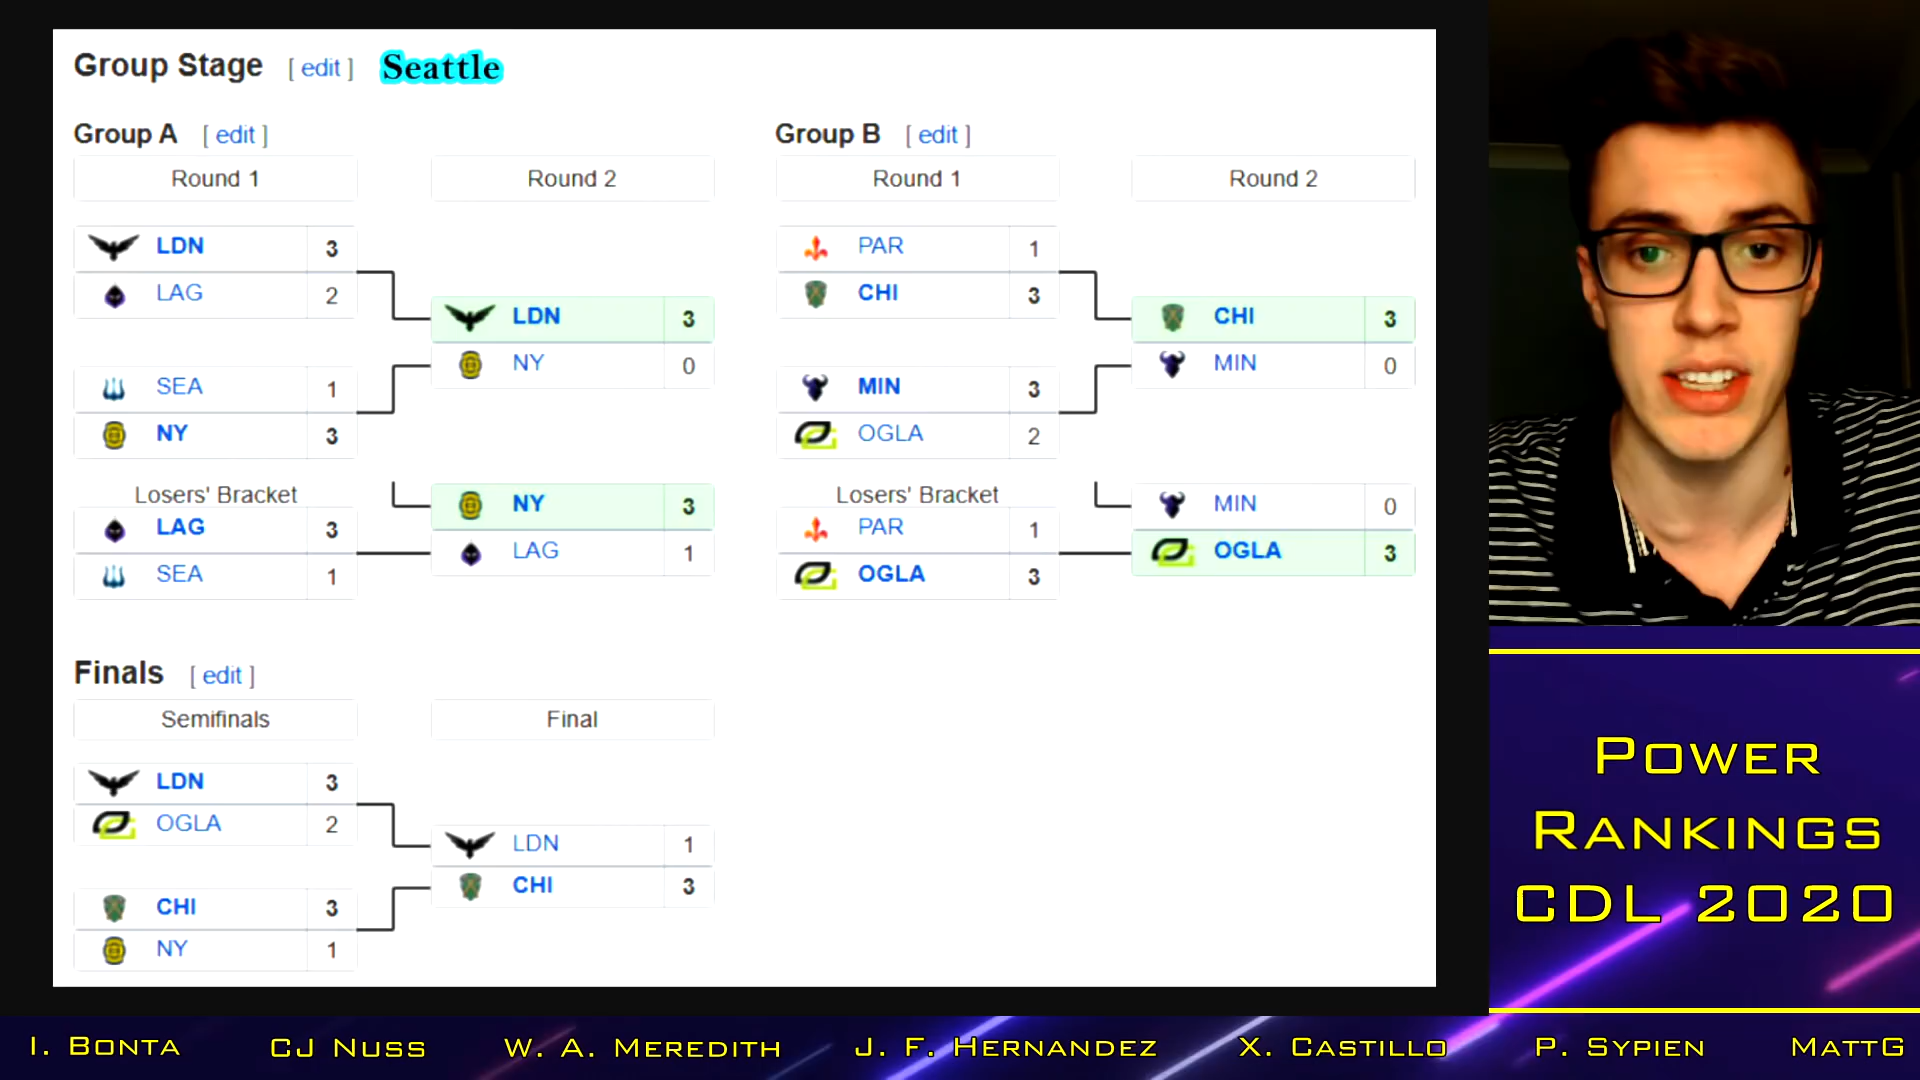 Group Stage [ edit ] Seattle
Group A [ edit ]
Round 1
Round 2
LDN 3
LAG 2
SEA 1
NY 3
LDN 3
NY 0
Losers' Bracket
LAG 3
SEA 1
NY 3
LAG 1
Group B [ edit ]
Round 1
Round 2
PAR 1
CHI 3
MIN 3
OGLA 2
CHI 3
MIN 0
Losers' Bracket
PAR 1
OGLA 3
MIN 0
OGLA 3
Finals [ edit ]
Semifinals
Final
LDN 3
OGLA 2
CHI 3
NY 1
LDN 1
CHI 3
Power
Rankings
CDL 2020
I. Bonta CJ Nuss W. A. Meredith J. F. Hernandez X. Castillo P. Sypien MattG